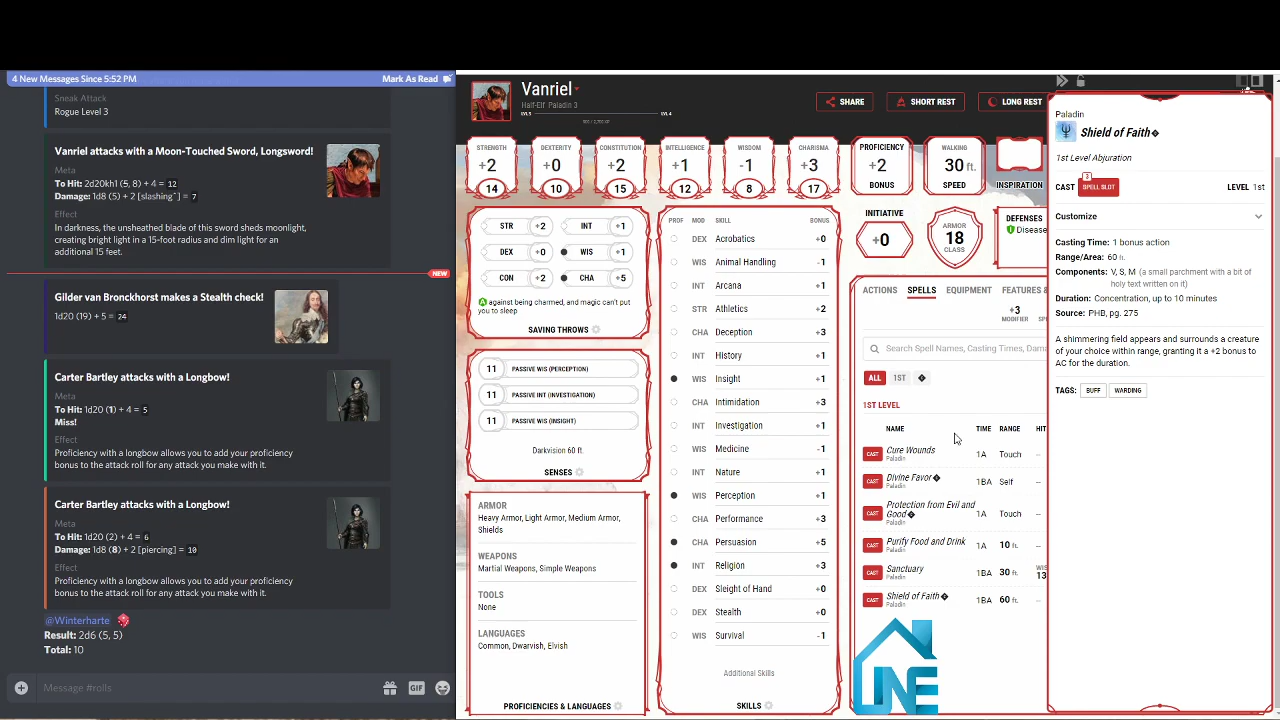 4 New Messages Since 5:52 PM
Mark As Read
Sneak Attack
Rogue Level 3
Vanriel attacks with a Moon-Touched Sword, Longsword!
Meta
To Hit: 2d20kh1 (5, 8) + 4 = 12
Damage: 1d8 (5) + 2 [slashing^] = 7
Effect
In darkness, the unsheathed blade of this sword sheds moonlight,
creating bright light in a 15-foot radius and dim light for an
additional 15 feet.
NEW
Gilder van Bronckhorst makes a Stealth check!
1d20 (19) + 5 = 24
Carter Bartley attacks with a Longbow!
Meta
To Hit: 1d20 (1) + 4 = 5
Miss!
Effect
Proficiency with a longbow allows you to add your proficiency
bonus to the attack roll for any attack you make with it.
Carter Bartley attacks with a Longbow!
Meta
To Hit: 1d20 (2) + 4 = 6
Damage: 1d8 (8) + 2 [piercing] = 10
Effect
Proficiency with a longbow allows you to add your proficiency
bonus to the attack roll for any attack you make with it.
@Winterharte
Result: 2d6 (5, 5)
Total: 10
Message #rolls
GIF
Vanriel
Half-Elf Paladin 3
LVL 3
LVL 4
SHARE
SHORT REST
LONG REST
STRENGTH
+2
14
DEXTERITY
+0
10
CONSTITUTION
+2
15
INTELLIGENCE
+1
12
WISDOM
-1
8
CHARISMA
+3
17
PROFICIENCY
+2
BONUS
WALKING
30 ft.
SPEED
INSPIRATION
STR +2
INT +1
DEX +0
WIS +1
CON +2
CHA +5
against being charmed, and magic can't put
you to sleep
SAVING THROWS
11 PASSIVE WIS (PERCEPTION)
11 PASSIVE INT (INVESTIGATION)
11 PASSIVE WIS (INSIGHT)
Darkvision 60 ft.
SENSES
ARMOR
Heavy Armor, Light Armor, Medium Armor,
Shields
WEAPONS
Martial Weapons, Simple Weapons
TOOLS
None
LANGUAGES
Common, Dwarvish, Elvish
PROFICIENCIES & LANGUAGES
PROF MOD SKILL BONUS
DEX Acrobatics +0
WIS Animal Handling -1
INT Arcana +1
STR Athletics +2
CHA Deception +3
INT History +1
WIS Insight +1
CHA Intimidation +3
INT Investigation +1
WIS Medicine -1
INT Nature +1
WIS Perception +1
CHA Performance +3
CHA Persuasion +5
INT Religion +3
DEX Sleight of Hand +0
DEX Stealth +0
WIS Survival -1
Additional Skills
SKILLS
INITIATIVE
+0
ARMOR
18
CLASS
DEFENSES
Disease
ACTIONS
SPELLS
EQUIPMENT
FEATURES &
+3
MODIFIER
Search Spell Names, Casting Times, Dama
ALL
1ST
1ST LEVEL
NAME TIME RANGE HIT
CAST Cure Wounds 1A Touch --
Paladin
CAST Divine Favor 1BA Self --
Paladin
CAST Protection from Evil and
Good 1A Touch --
Paladin
CAST Purify Food and Drink 1A 10 ft. --
Paladin
CAST Sanctuary 1BA 30 ft. WIS
Paladin 13
CAST Shield of Faith 1BA 60 ft. --
Paladin
UNE
Paladin
Shield of Faith
1st Level Abjuration
CAST
3
SPELL SLOT
LEVEL 1ST
Customize
Casting Time: 1 bonus action
Range/Area: 60 ft.
Components: V, S, M (a small parchment with a bit of
holy text written on it)
Duration: Concentration, up to 10 minutes
Source: PHB, pg. 275
A shimmering field appears and surrounds a creature
of your choice within range, granting it a +2 bonus to
AC for the duration.
TAGS:
BUFF
WARDING